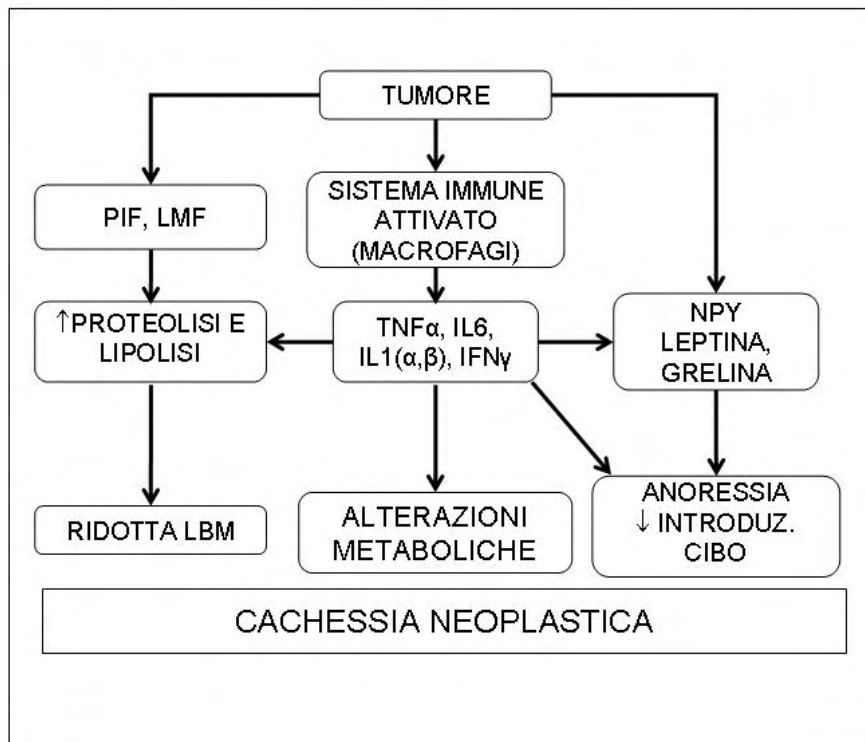 TUMORE
PIF, LMF
SISTEMA IMMUNE
ATTIVATO
(MACROFAGI)
↑PROTEOLISI E
LIPOLISI
TNFα, IL6,
IL1(α,β), IFNγ
NPY
LEPTINA,
GRELINA
RIDOTTA LBM
ALTERAZIONI
METABOLICHE
ANORESSIA
↓ INTRODUZ.
CIBO
CACHESSIA NEOPLASTICA